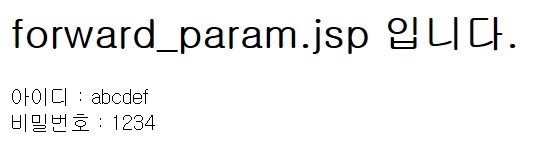 forward_param.jsp 입니다.
아이디 : abcdef
비밀번호 : 1234